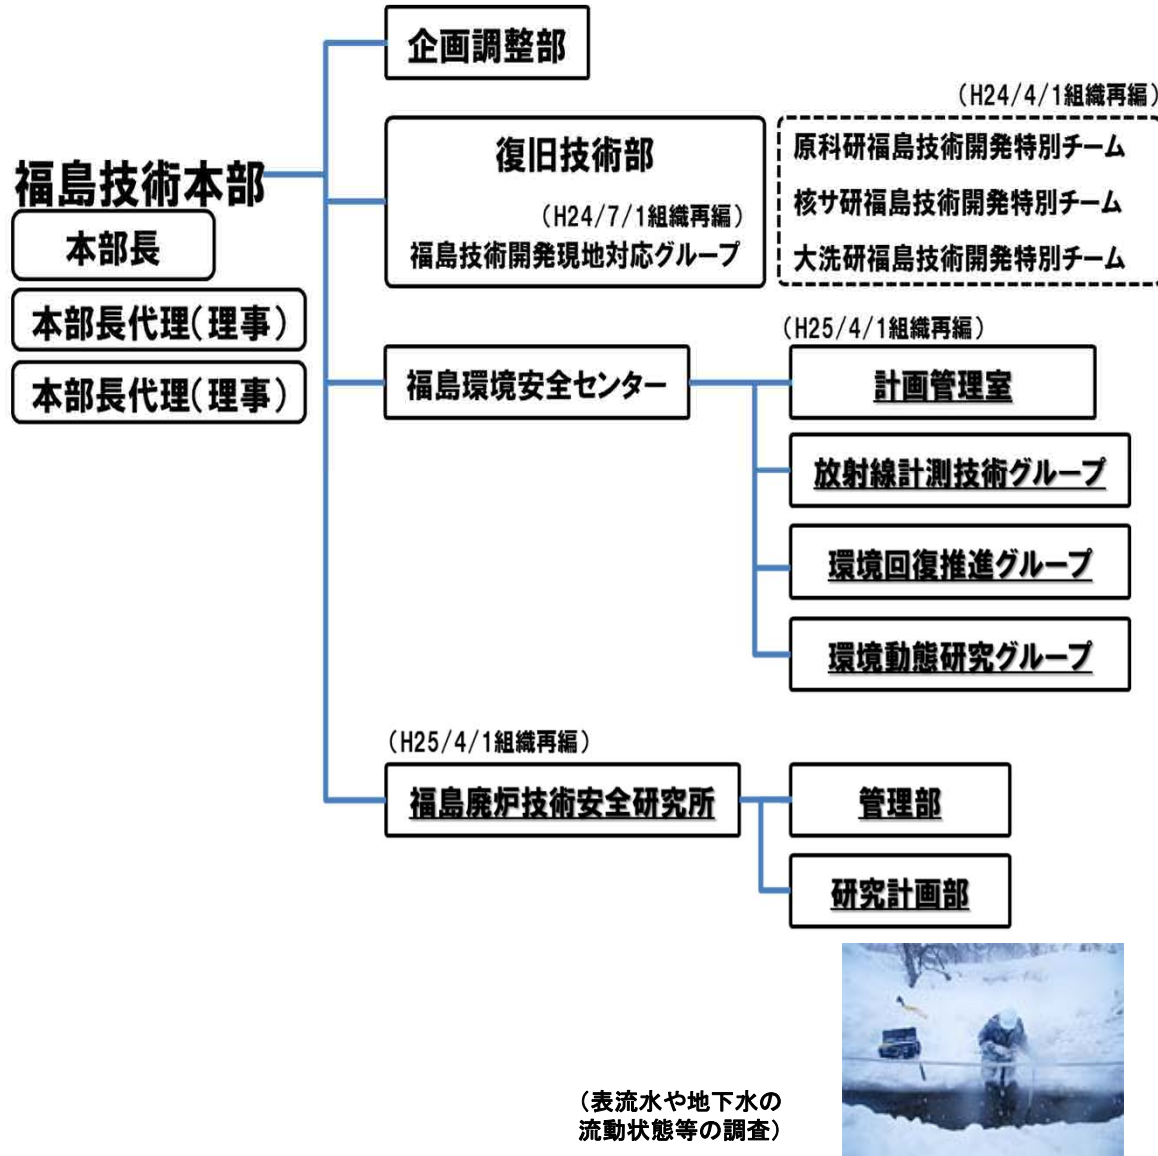 企画調整部
(H24/4/1組織再編)
福島技術本部
本部長
本部長代理(理事)
本部長代理(理事)
復旧技術部
(H24/7/1組織再編)
福島技術開発現地対応グループ
原科研福島技術開発特別チーム
核サ研福島技術開発特別チーム
大洗研福島技術開発特別チーム
福島環境安全センター
(H25/4/1組織再編)
計画管理室
放射線計測技術グループ
環境回復推進グループ
環境動態研究グループ
(H25/4/1組織再編)
福島廃炉技術安全研究所
管理部
研究計画部
(表流水や地下水の
流動状態等の調査)